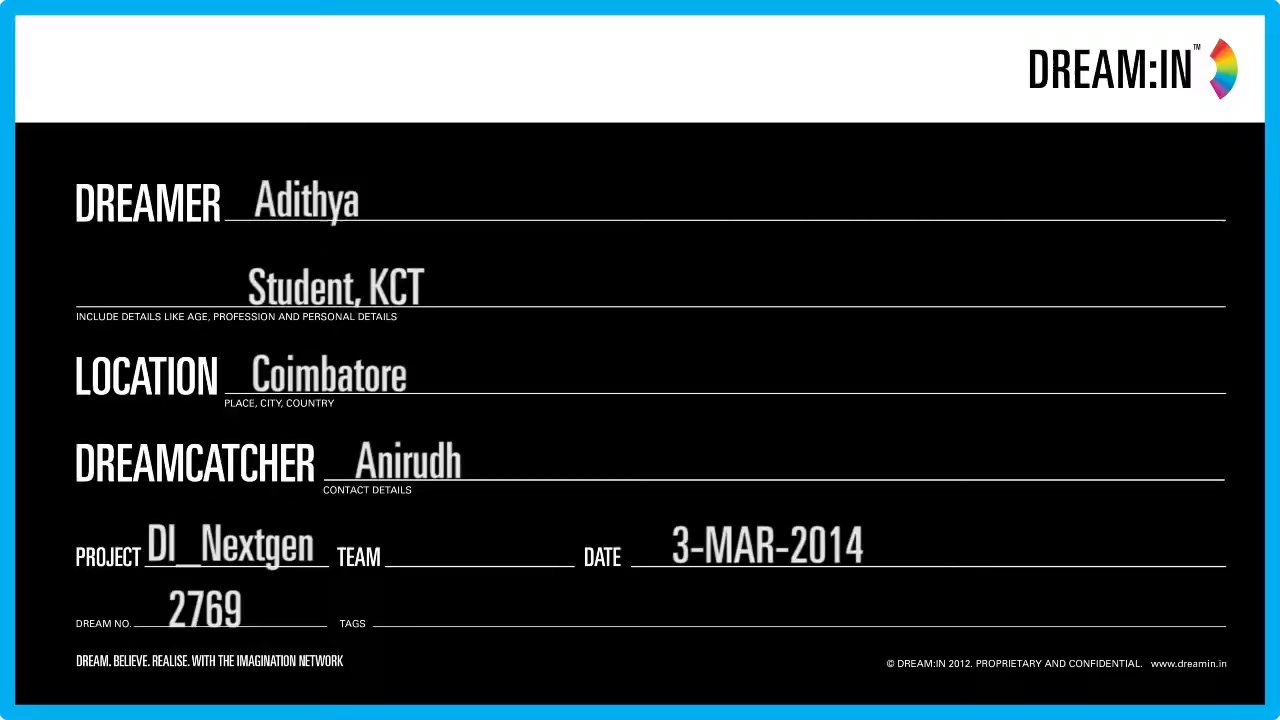 DREAM:IN™
DREAMER Adithya
Student, KCT
INCLUDE DETAILS LIKE AGE, PROFESSION AND PERSONAL DETAILS
LOCATION Coimbatore
PLACE, CITY, COUNTRY
DREAMCATCHER Anirudh
CONTACT DETAILS
PROJECT DI_Nextgen TEAM DATE 3-MAR-2014
DREAM NO. 2769 TAGS
DREAM. BELIEVE. REALISE. WITH THE IMAGINATION NETWORK © DREAM:IN 2012. PROPRIETARY AND CONFIDENTIAL. www.dreamin.in